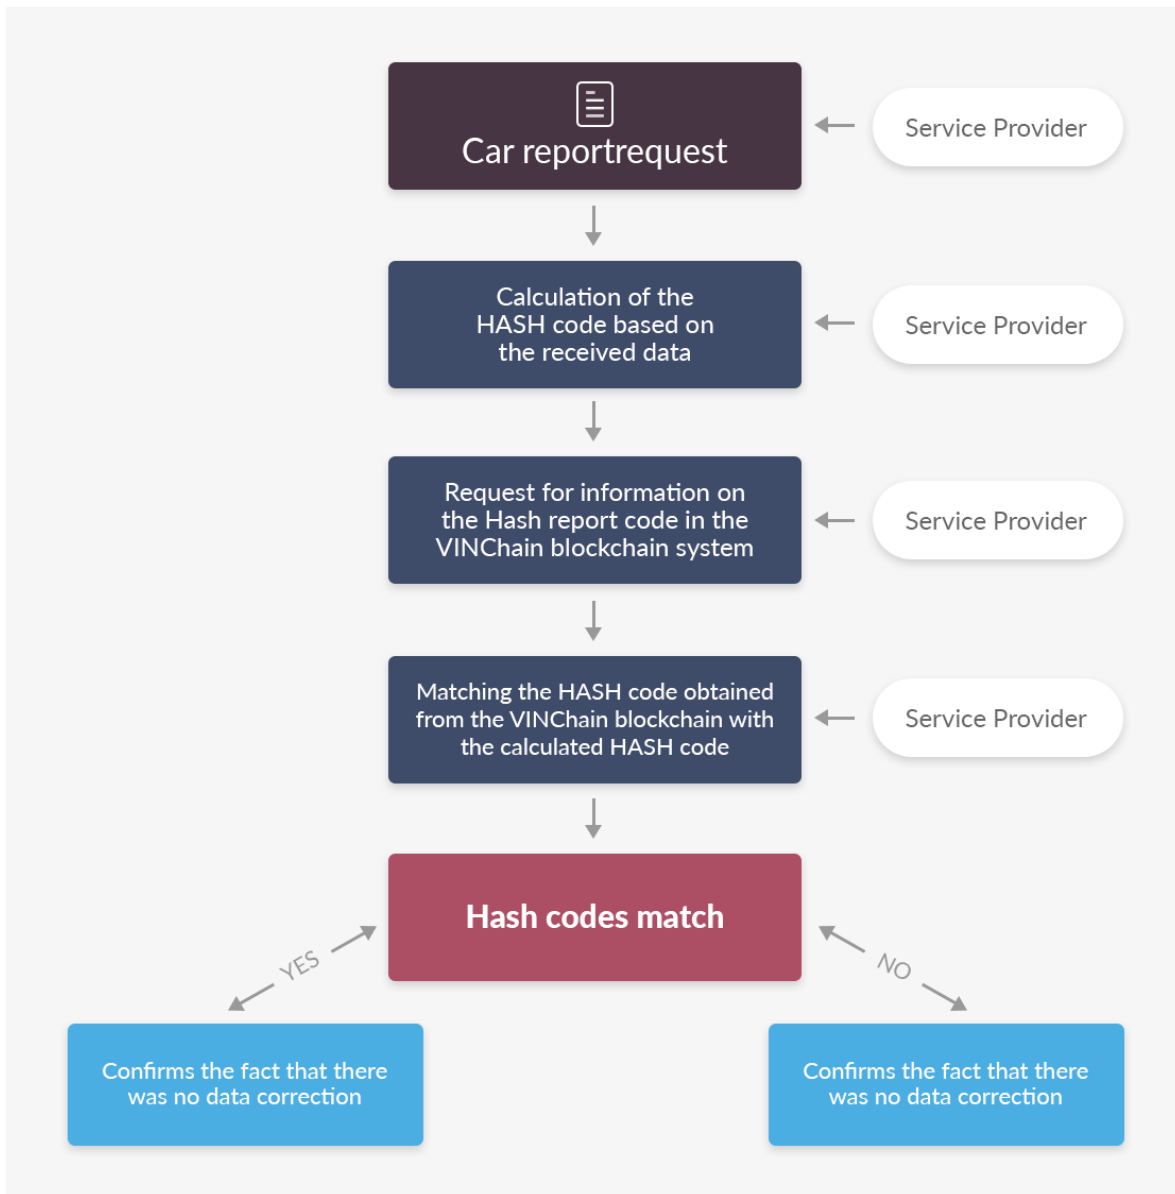 Car reportrequest
Service Provider
Calculation of the
HASH code based on
the received data
Service Provider
Request for information on
the Hash report code in the
VINChain blockchain system
Service Provider
Matching the HASH code obtained
from the VINChain blockchain with
the calculated HASH code
Service Provider
Hash codes match
YES
NO
Confirms the fact that there
was no data correction
Confirms the fact that there
was no data correction